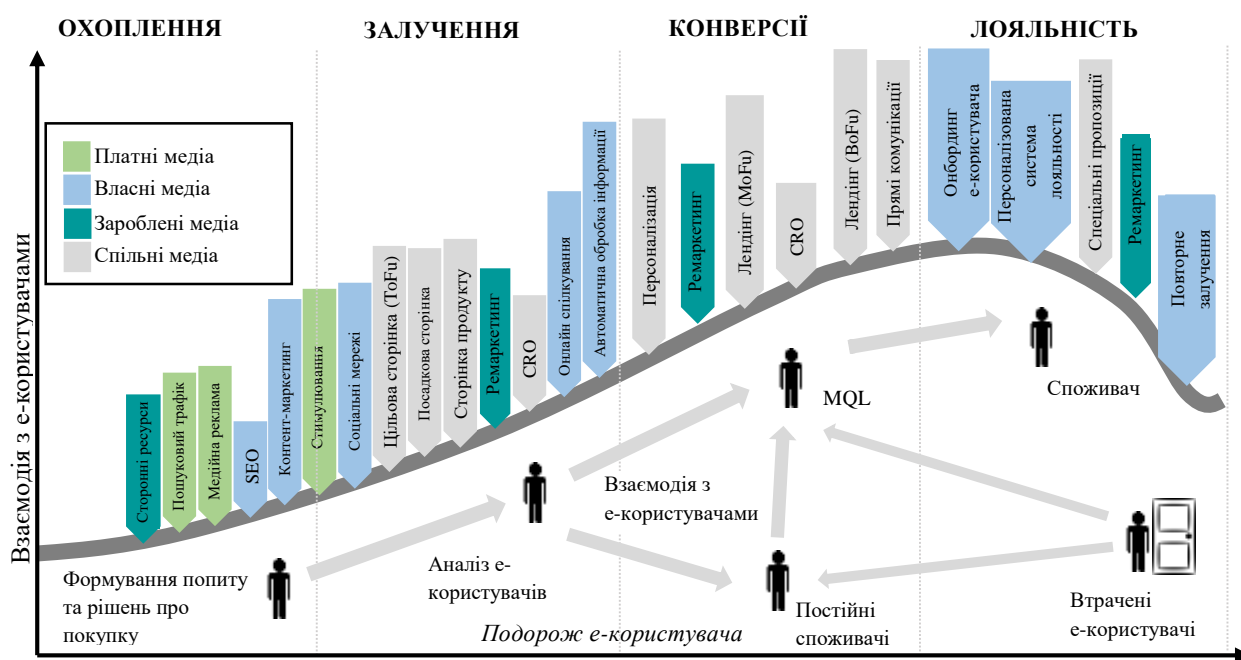 ОХОПЛЕННЯ
ЗАЛУЧЕННЯ
КОНВЕРСІЇ
ЛОЯЛЬНІСТЬ
Взаємодія з е-користувачами
Платні медіа
Власні медіа
Зароблені медіа
Спільні медіа
Сторонні ресурси
Пошуковий трафік
Медійна реклама
SEO
Контент-маркетинг
Стимулювання
Соціальні мережі
Цільова сторінка (ToFu)
Посадкова сторінка
Сторінка продукту
Ремаркетинг
CRO
Онлайн спілкування
Автоматична обробка інформації
Персоналізація
Ремаркетинг
Лендінг (MoFu)
CRO
Лендінг (BoFu)
Прямі комунікації
Онбординг
е-користувача
Персоналізована
система
лояльності
Спеціальні пропозиції
Ремаркетинг
Повторне
залучення
Формування попиту
та рішень про
покупку
Аналіз е-
користувачів
Взаємодія з
е-користувачами
MQL
Споживач
Постійні
споживачі
Втрачені
е-користувачі
Подорож е-користувача